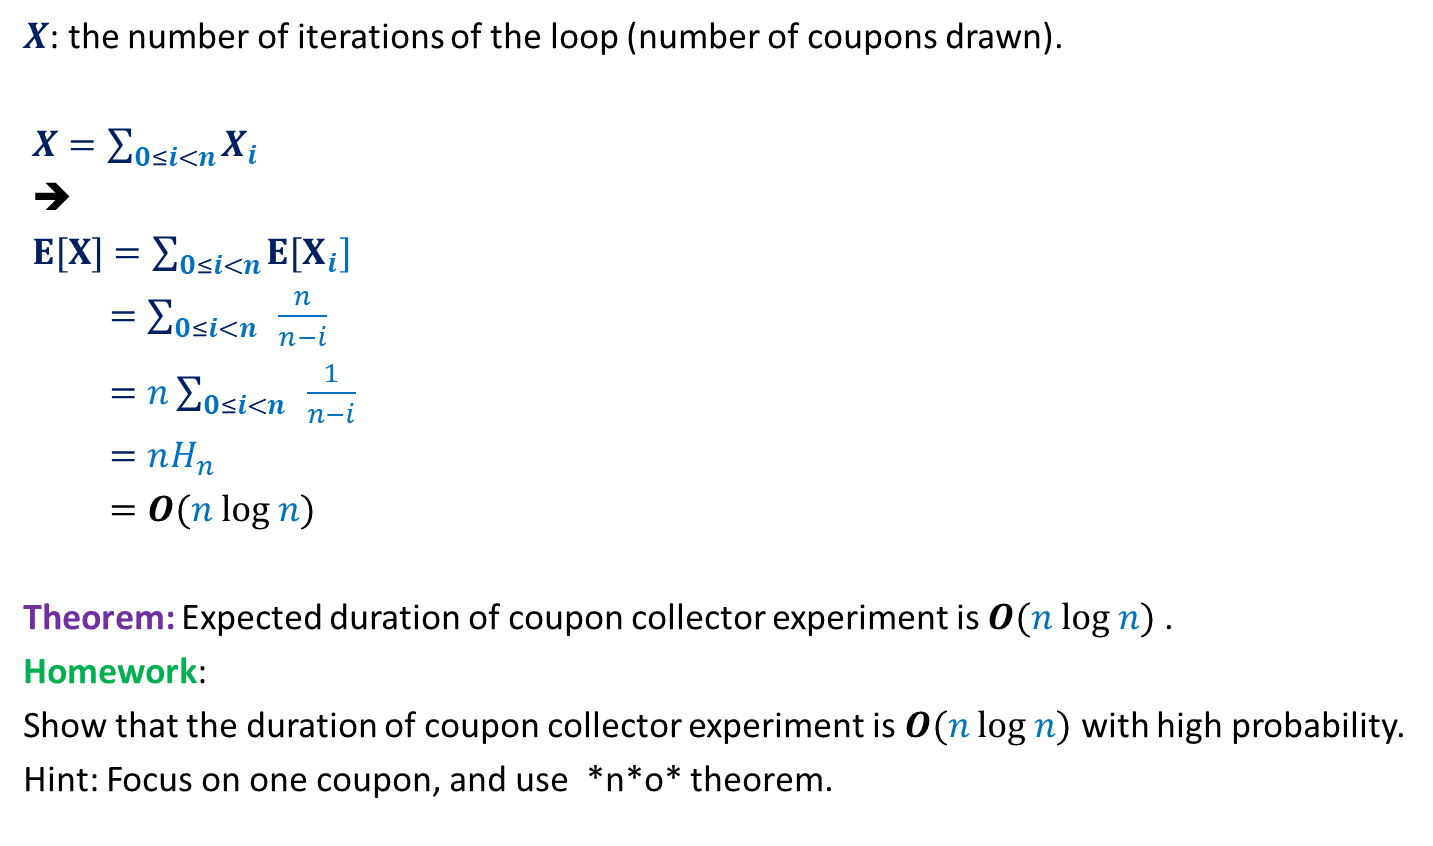 X: the number of iterations of the loop (number of coupons drawn).
X = ∑₀≤i<n Xᵢ
➔
E[X] = ∑₀≤i<n E[Xᵢ]
= ∑₀≤i<n n/(n−i)
= n ∑₀≤i<n 1/(n−i)
= nHₙ
= O(n log n)
Theorem: Expected duration of coupon collector experiment is O(n log n) .
Homework:
Show that the duration of coupon collector experiment is O(n log n) with high probability.
Hint: Focus on one coupon, and use *n*o* theorem.